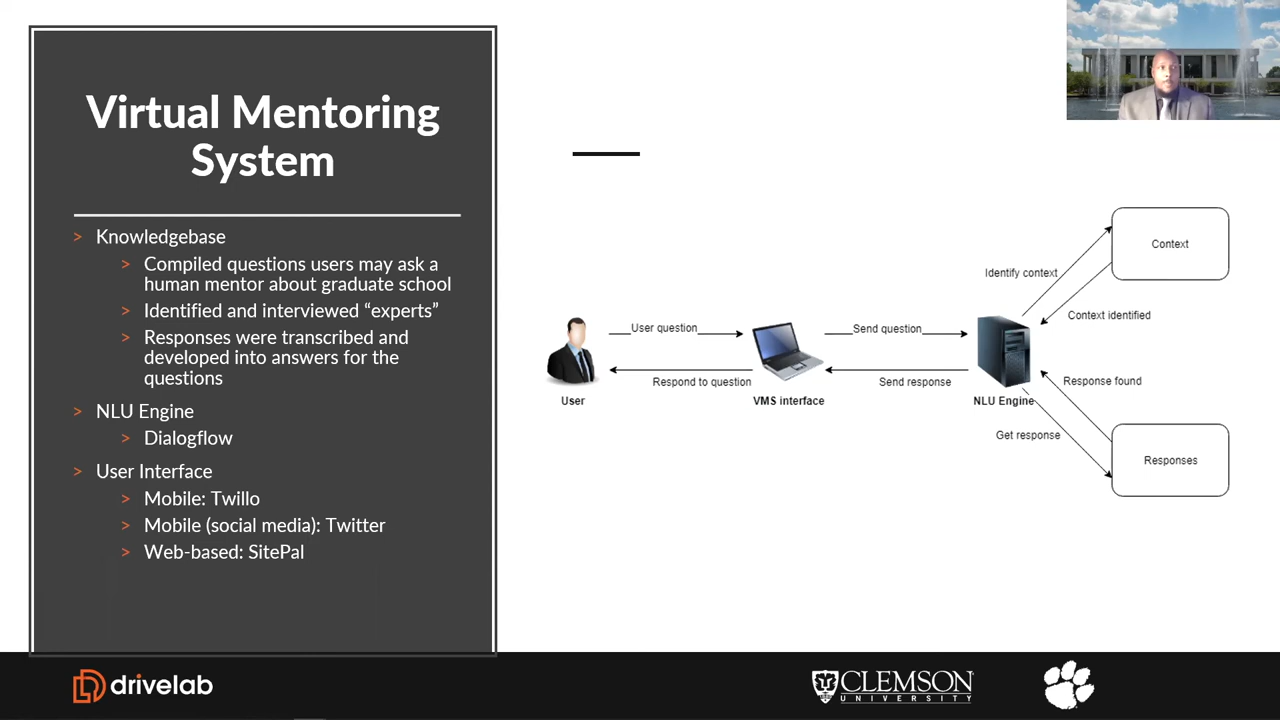 Virtual Mentoring
System
> Knowledgebase
> Compiled questions users may ask a
human mentor about graduate school
> Identified and interviewed “experts”
> Responses were transcribed and
developed into answers for the
questions
> NLU Engine
> Dialogflow
> User Interface
> Mobile: Twillo
> Mobile (social media): Twitter
> Web-based: SitePal
User question
Respond to question
User
VMS interface
Send question
Send response
NLU Engine
Identify context
Context
Context identified
Response found
Get response
Responses
drivelab
CLEMSON
UNIVERSITY